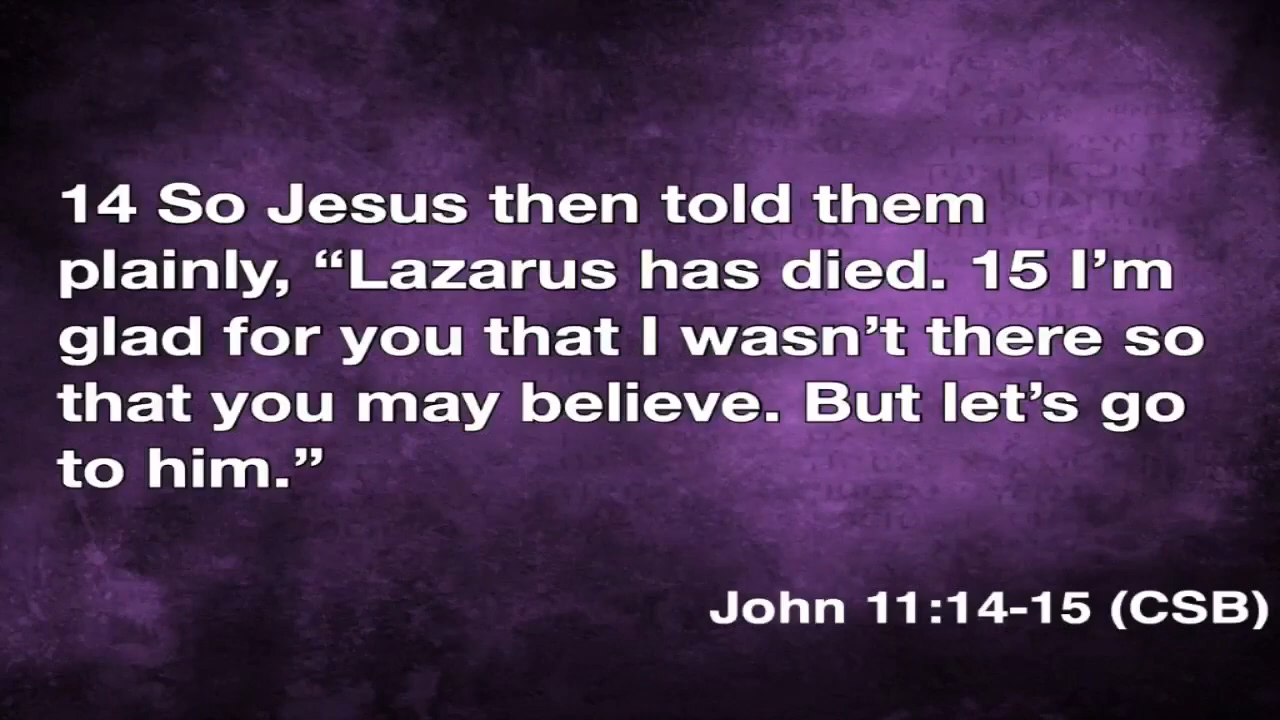 14 So Jesus then told them
plainly, “Lazarus has died. 15 I’m
glad for you that I wasn’t there so
that you may believe. But let’s go
to him.”
John 11:14-15 (CSB)